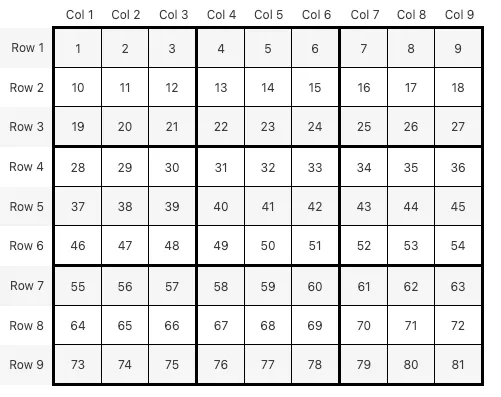 Col 1 Col 2 Col 3 Col 4 Col 5 Col 6 Col 7 Col 8 Col 9
Row 1 1 2 3 4 5 6 7 8 9
Row 2 10 11 12 13 14 15 16 17 18
Row 3 19 20 21 22 23 24 25 26 27
Row 4 28 29 30 31 32 33 34 35 36
Row 5 37 38 39 40 41 42 43 44 45
Row 6 46 47 48 49 50 51 52 53 54
Row 7 55 56 57 58 59 60 61 62 63
Row 8 64 65 66 67 68 69 70 71 72
Row 9 73 74 75 76 77 78 79 80 81